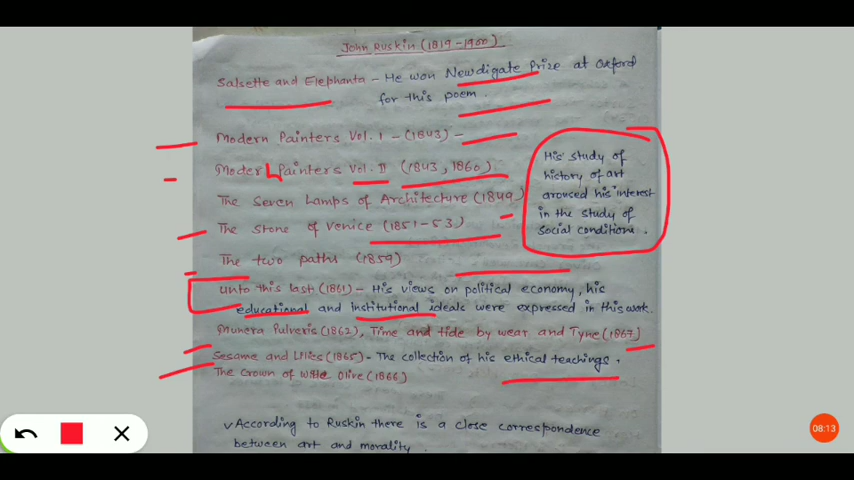 John Ruskin (1819-1900)
Salsette and Elephanta - He won Newdigate Prize at Oxford
for this poem.
Modern Painters Vol. I - (1843) -
Moder Painters Vol. II (1843, 1860)
The Seven Lamps of Architecture (1849)
The Stone of Venice (1851-53)
The two paths (1859)
Unto this last (1861) - His views on political economy, his
educational and institutional ideals were expressed in this work.
Munera Pulveris (1862), Time and tide by wear and Tyne (1867)
Sesame and Lilies (1865) - The collection of his ethical teachings.
The Crown of Wild Olive (1866)
His study of
history of art
aroused his interest
in the study of
social conditions.
✓According to Ruskin there is a close correspondence
between art and morality.
08:13